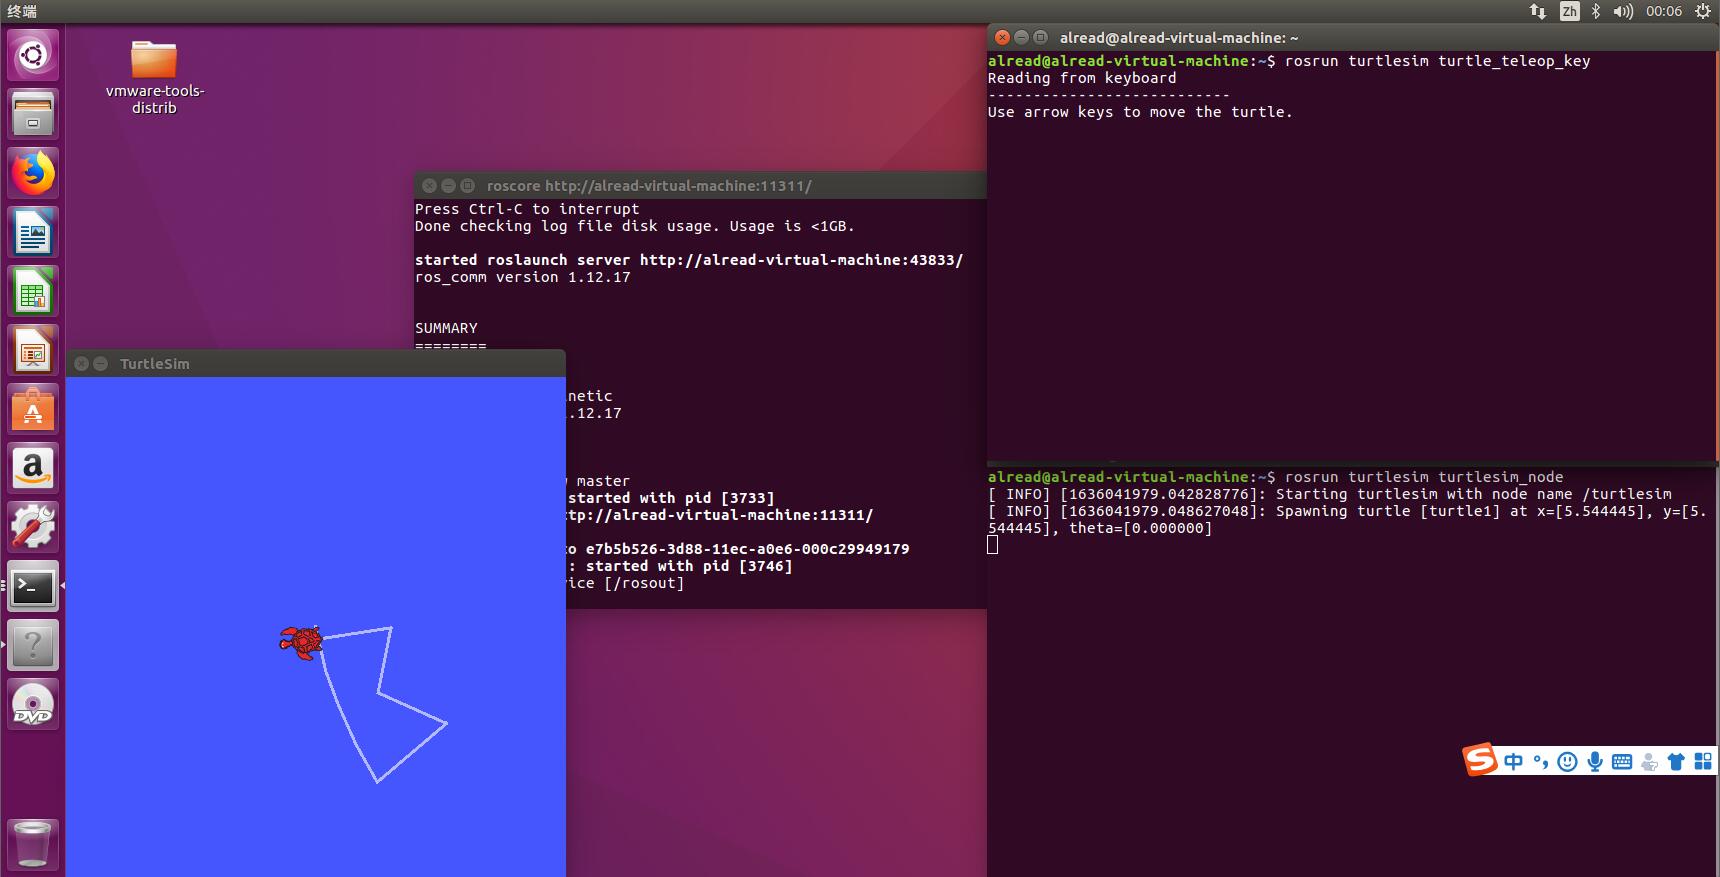 终端
Zh
00:06
vmware-tools-
distrib
alread@alread-virtual-machine: ~
alread@alread-virtual-machine:~$ rosrun turtlesim turtle_teleop_key
Reading from keyboard
---------------------------
Use arrow keys to move the turtle.
roscore http://alread-virtual-machine:11311/
Press Ctrl-C to interrupt
Done checking log file disk usage. Usage is <1GB.
started roslaunch server http://alread-virtual-machine:43833/
ros_comm version 1.12.17
SUMMARY
========
netic
.12.17
master
started with pid [3733]
ttp://alread-virtual-machine:11311/
to e7b5b526-3d88-11ec-a0e6-000c29949179
: started with pid [3746]
vice [/rosout]
TurtleSim
alread@alread-virtual-machine:~$ rosrun turtlesim turtlesim_node
[ INFO] [1636041979.042828776]: Starting turtlesim with node name /turtlesim
[ INFO] [1636041979.048627048]: Spawning turtle [turtle1] at x=[5.544445], y=[5.
544445], theta=[0.000000]
a
DVD
S 中